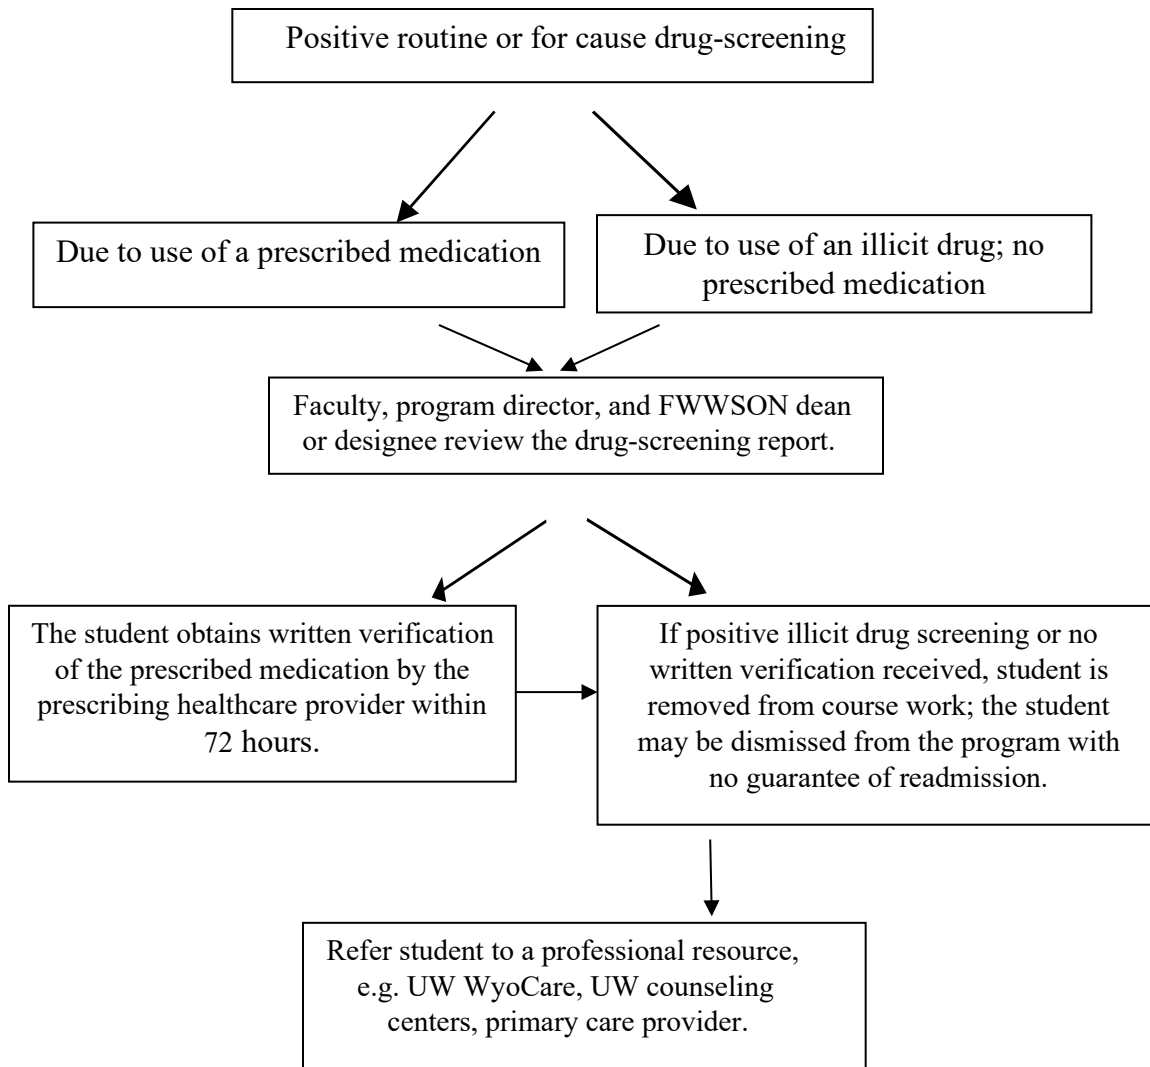 Positive routine or for cause drug-screening
Due to use of a prescribed medication
Due to use of an illicit drug; no
prescribed medication
Faculty, program director, and FWWSON dean
or designee review the drug-screening report.
The student obtains written verification
of the prescribed medication by the
prescribing healthcare provider within
72 hours.
If positive illicit drug screening or no
written verification received, student is
removed from course work; the student
may be dismissed from the program with
no guarantee of readmission.
Refer student to a professional resource,
e.g. UW WyoCare, UW counseling
centers, primary care provider.